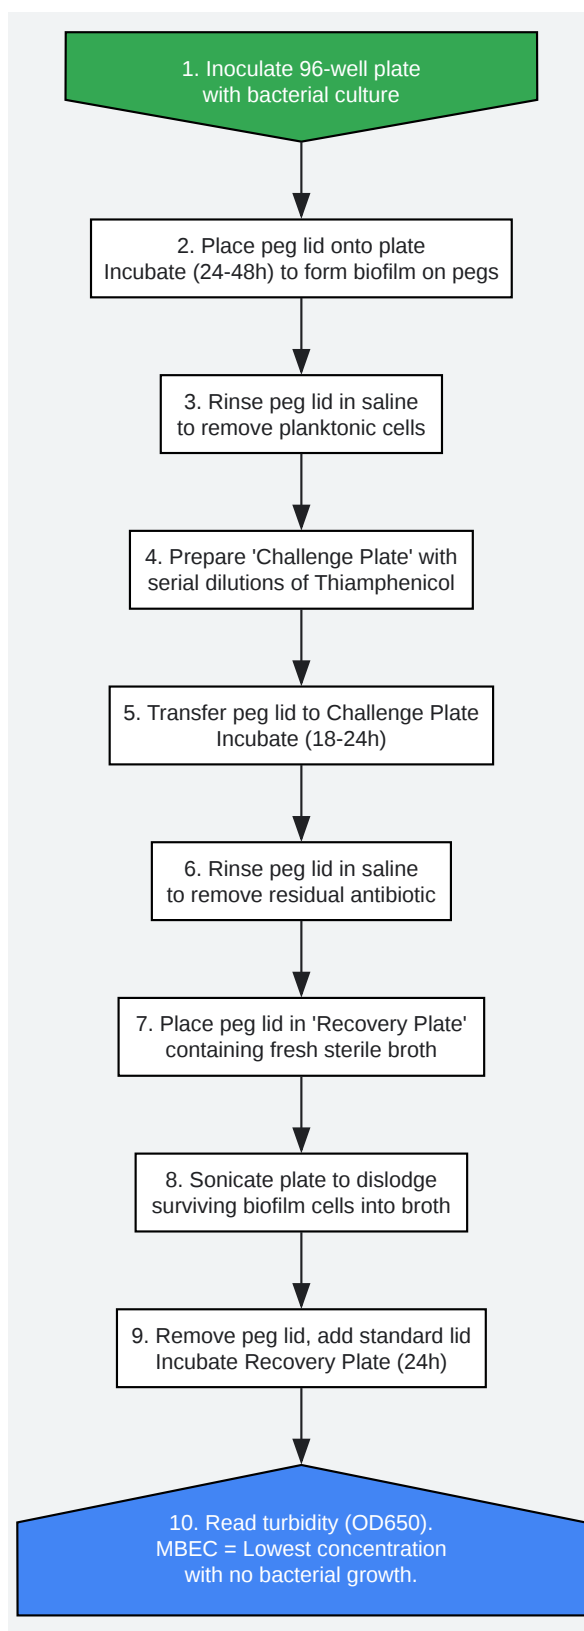 1. Inoculate 96-well plate
with bacterial culture
2. Place peg lid onto plate
Incubate (24-48h) to form biofilm on pegs
3. Rinse peg lid in saline
to remove planktonic cells
4. Prepare 'Challenge Plate' with
serial dilutions of Thiamphenicol
5. Transfer peg lid to Challenge Plate
Incubate (18-24h)
6. Rinse peg lid in saline
to remove residual antibiotic
7. Place peg lid in 'Recovery Plate'
containing fresh sterile broth
8. Sonicate plate to dislodge
surviving biofilm cells into broth
9. Remove peg lid, add standard lid
Incubate Recovery Plate (24h)
10. Read turbidity (OD650).
MBEC = Lowest concentration
with no bacterial growth.